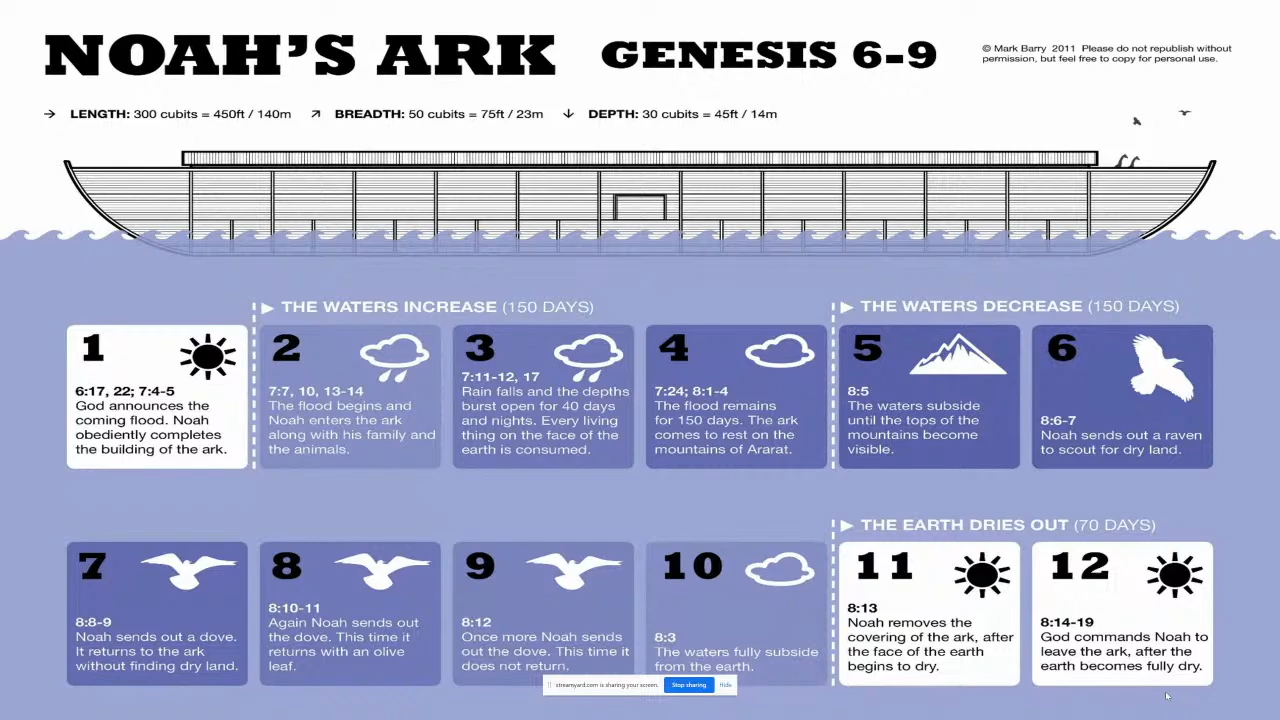 NOAH'S ARK GENESIS 6-9
© Mark Barry 2011 Please do not republish without
permission, but feel free to copy for personal use.
→ LENGTH: 300 cubits = 450ft / 140m ↗ BREADTH: 50 cubits = 75ft / 23m ↓ DEPTH: 30 cubits = 45ft / 14m
▶ THE WATERS INCREASE (150 DAYS)
▶ THE WATERS DECREASE (150 DAYS)
1
6:17, 22; 7:4-5
God announces the
coming flood. Noah
obediently completes
the building of the ark.
2
7:7, 10, 13-14
The flood begins and
Noah enters the ark
along with his family and
the animals.
3
7:11-12, 17
Rain falls and the depths
burst open for 40 days
and nights. Every living
thing on the face of the
earth is consumed.
4
7:24; 8:1-4
The flood remains
for 150 days. The ark
comes to rest on the
mountains of Ararat.
5
8:5
The waters subside
until the tops of the
mountains become
visible.
6
8:6-7
Noah sends out a raven
to scout for dry land.
▶ THE EARTH DRIES OUT (70 DAYS)
7
8:8-9
Noah sends out a dove.
It returns to the ark
without finding dry land.
8
8:10-11
Again Noah sends out
the dove. This time it
returns with an olive
leaf.
9
8:12
Once more Noah sends
out the dove. This time it
does not return.
10
8:3
The waters fully subside
from the earth.
11
8:13
Noah removes the
covering of the ark, after
the face of the earth
begins to dry.
12
8:14-19
God commands Noah to
leave the ark, after the
earth becomes fully dry.
streamyard.com is sharing your screen. Stop sharing Hide